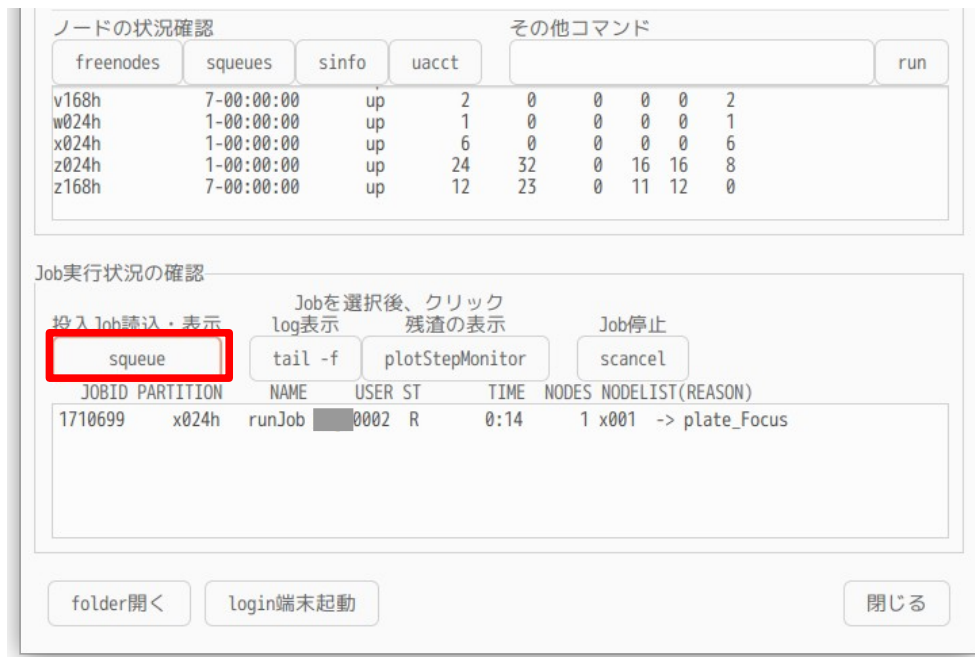 ノードの状況確認 その他コマンド
freenodes squeues sinfo uacct run
v168h 7-00:00:00 up 2 0 0 0 0 2
w024h 1-00:00:00 up 1 0 0 0 0 1
x024h 1-00:00:00 up 6 0 0 0 0 6
z024h 1-00:00:00 up 24 32 0 16 16 8
z168h 7-00:00:00 up 12 23 0 11 12 0
Job実行状況の確認
Jobを選択後、クリック
投入Job読込・表示 log表示 残渣の表示 Job停止
squeue tail -f plotStepMonitor scancel
JOBID PARTITION NAME USER ST TIME NODES NODELIST(REASON)
1710699 x024h runJob 0002 R 0:14 1 x001 -> plate_Focus
folder開く login端末起動 閉じる